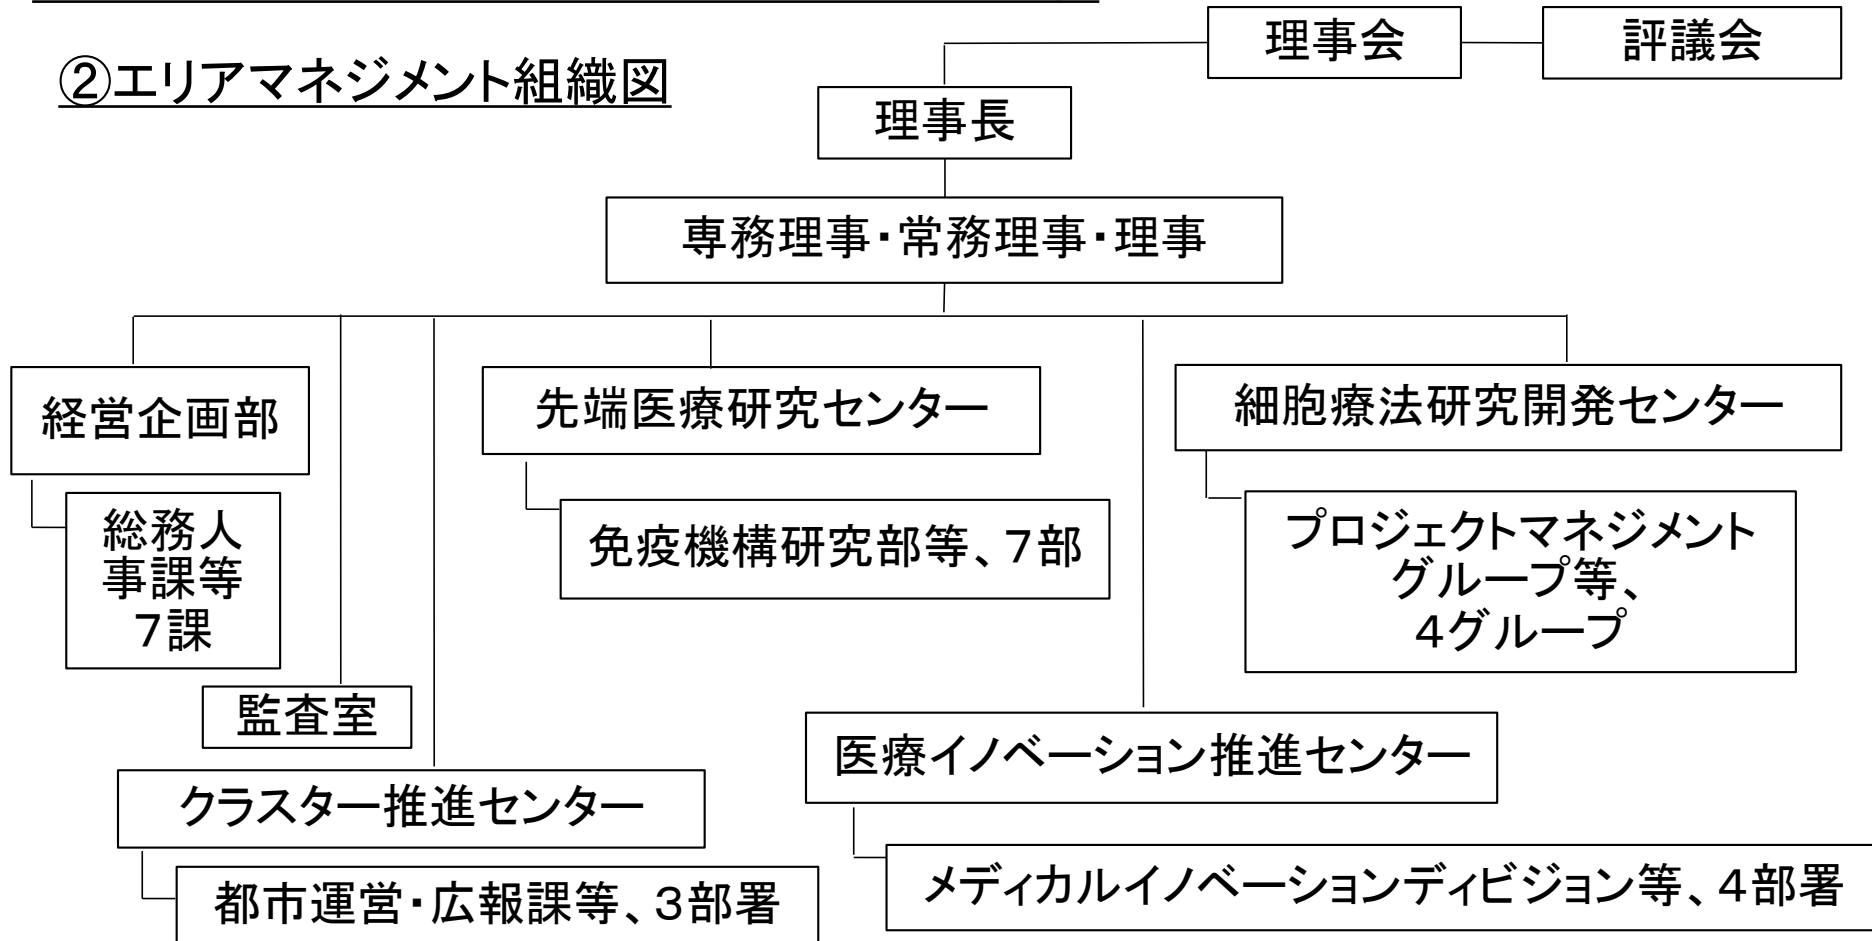 理事会
評議会
②エリアマネジメント組織図
理事長
専務理事・常務理事・理事
経営企画部
先端医療研究センター
細胞療法研究開発センター
総務人
事課等
7課
免疫機構研究部等、7部
プロジェクトマネジメント
グループ等、
4グループ
監査室
医療イノベーション推進センター
クラスター推進センター
メディカルイノベーションディビジョン等、4部署
都市運営・広報課等、3部署